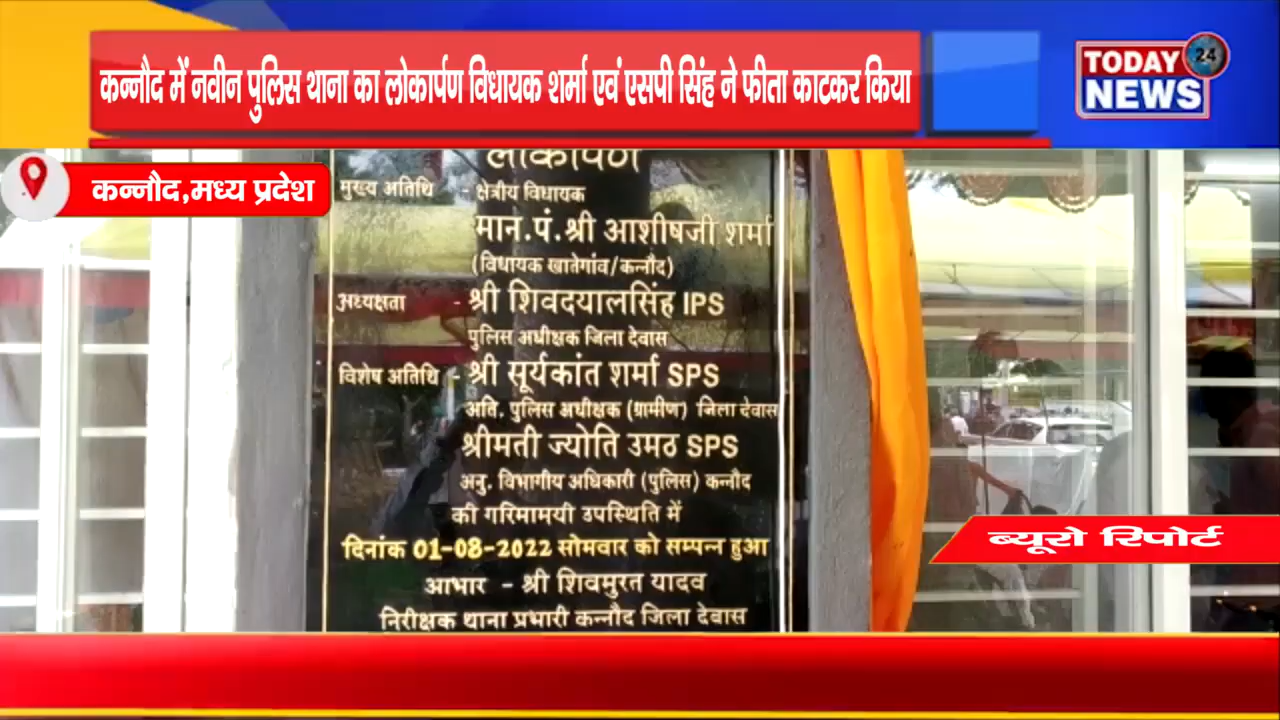 कन्नौद में नवीन पुलिस थाना का लोकार्पण विधायक शर्मा एवं एसपी सिंह ने फीता काटकर किया
TODAY 24
NEWS
कन्नौद,मध्य प्रदेश
लोकार्पण
मुख्य अतिथि - क्षेत्रीय विधायक
मान.पं.श्री आशीषजी शर्मा
(विधायक खातेगांव/कन्नौद)
अध्यक्षता - श्री शिवदयालसिंह IPS
पुलिस अधीक्षक जिला देवास
विशेष अतिथि - श्री सूर्यकांत शर्मा SPS
अति. पुलिस अधीक्षक (ग्रामीण) जिला देवास
श्रीमती ज्योति उमठ SPS
अनु. विभागीय अधिकारी (पुलिस) कन्नौद
की गरिमामयी उपस्थिति में
दिनांक 01-08-2022 सोमवार को सम्पन्न हुआ
आभार - श्री शिवमुरत यादव
निरीक्षक थाना प्रभारी कन्नौद जिला देवास
ब्यूरो रिपोर्ट